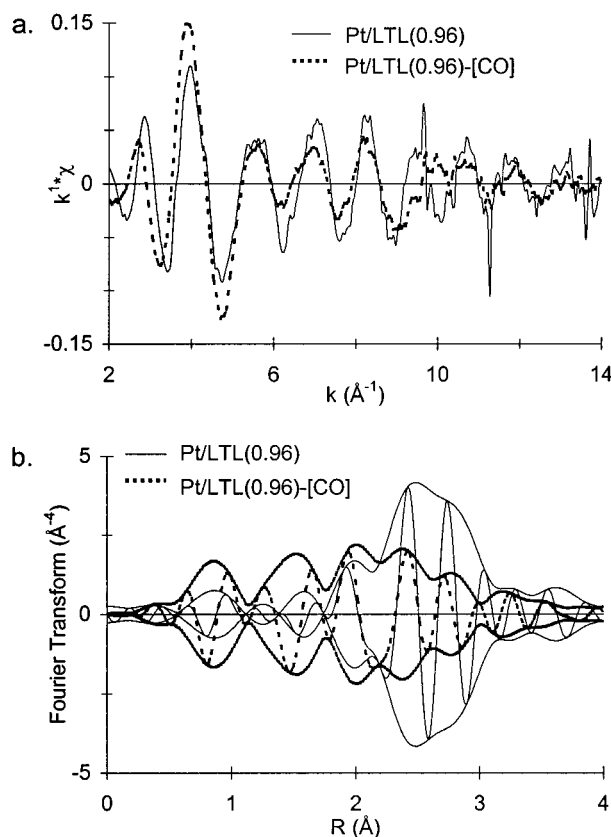 a.
0.15
Pt/LTL(0.96)
Pt/LTL(0.96)-[CO]
k¹*χ
0
-0.15
2 6 10 14
k (Å⁻¹)
b.
5
Pt/LTL(0.96)
Pt/LTL(0.96)-[CO]
Fourier Transform (Å⁻⁴)
0
-5
0 1 2 3 4
R (Å)